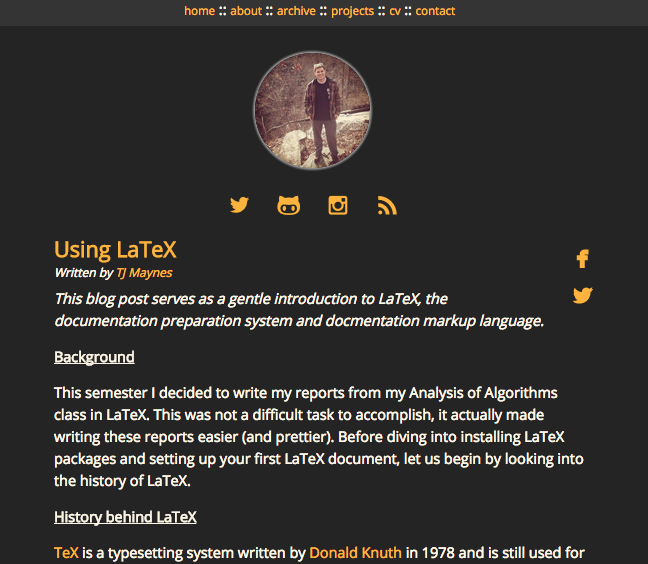 home :: about :: archive :: projects :: cv :: contact
Using LaTeX
Written by TJ Maynes
This blog post serves as a gentle introduction to LaTeX, the
documentation preparation system and docmentation markup language.
Background
This semester I decided to write my reports from my Analysis of Algorithms
class in LaTeX. This was not a difficult task to accomplish, it actually made
writing these reports easier (and prettier). Before diving into installing LaTeX
packages and setting up your first LaTeX document, let us begin by looking into
the history of LaTeX.
History behind LaTeX
TeX is a typesetting system written by Donald Knuth in 1978 and is still used for